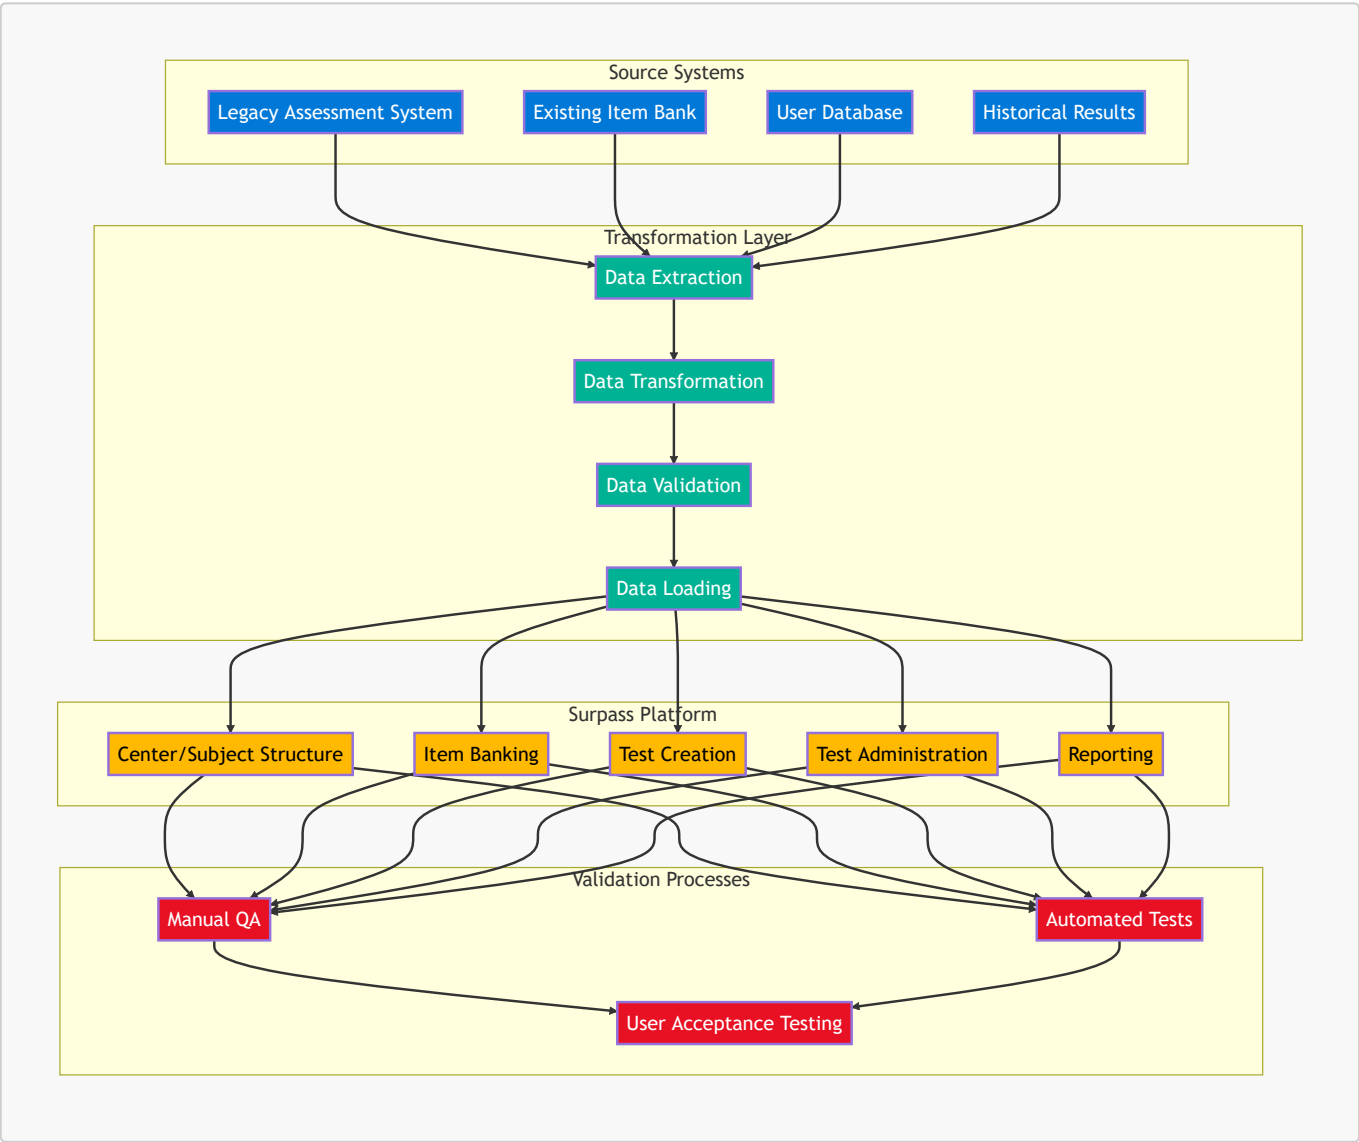 Source Systems
Legacy Assessment System
Existing Item Bank
User Database
Historical Results
Transformation Layer
Data Extraction
Data Transformation
Data Validation
Data Loading
Surpass Platform
Center/Subject Structure
Item Banking
Test Creation
Test Administration
Reporting
Validation Processes
Manual QA
Automated Tests
User Acceptance Testing